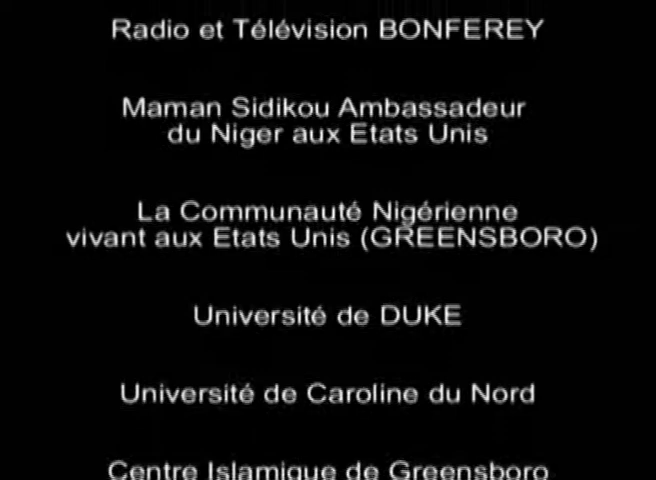 Radio et Télévision BONFEREY
Maman Sidikou Ambassadeur
du Niger aux Etats Unis
La Communauté Nigérienne
vivant aux Etats Unis (GREENSBORO)
Université de DUKE
Université de Caroline du Nord
Centre Islamique de Greensboro